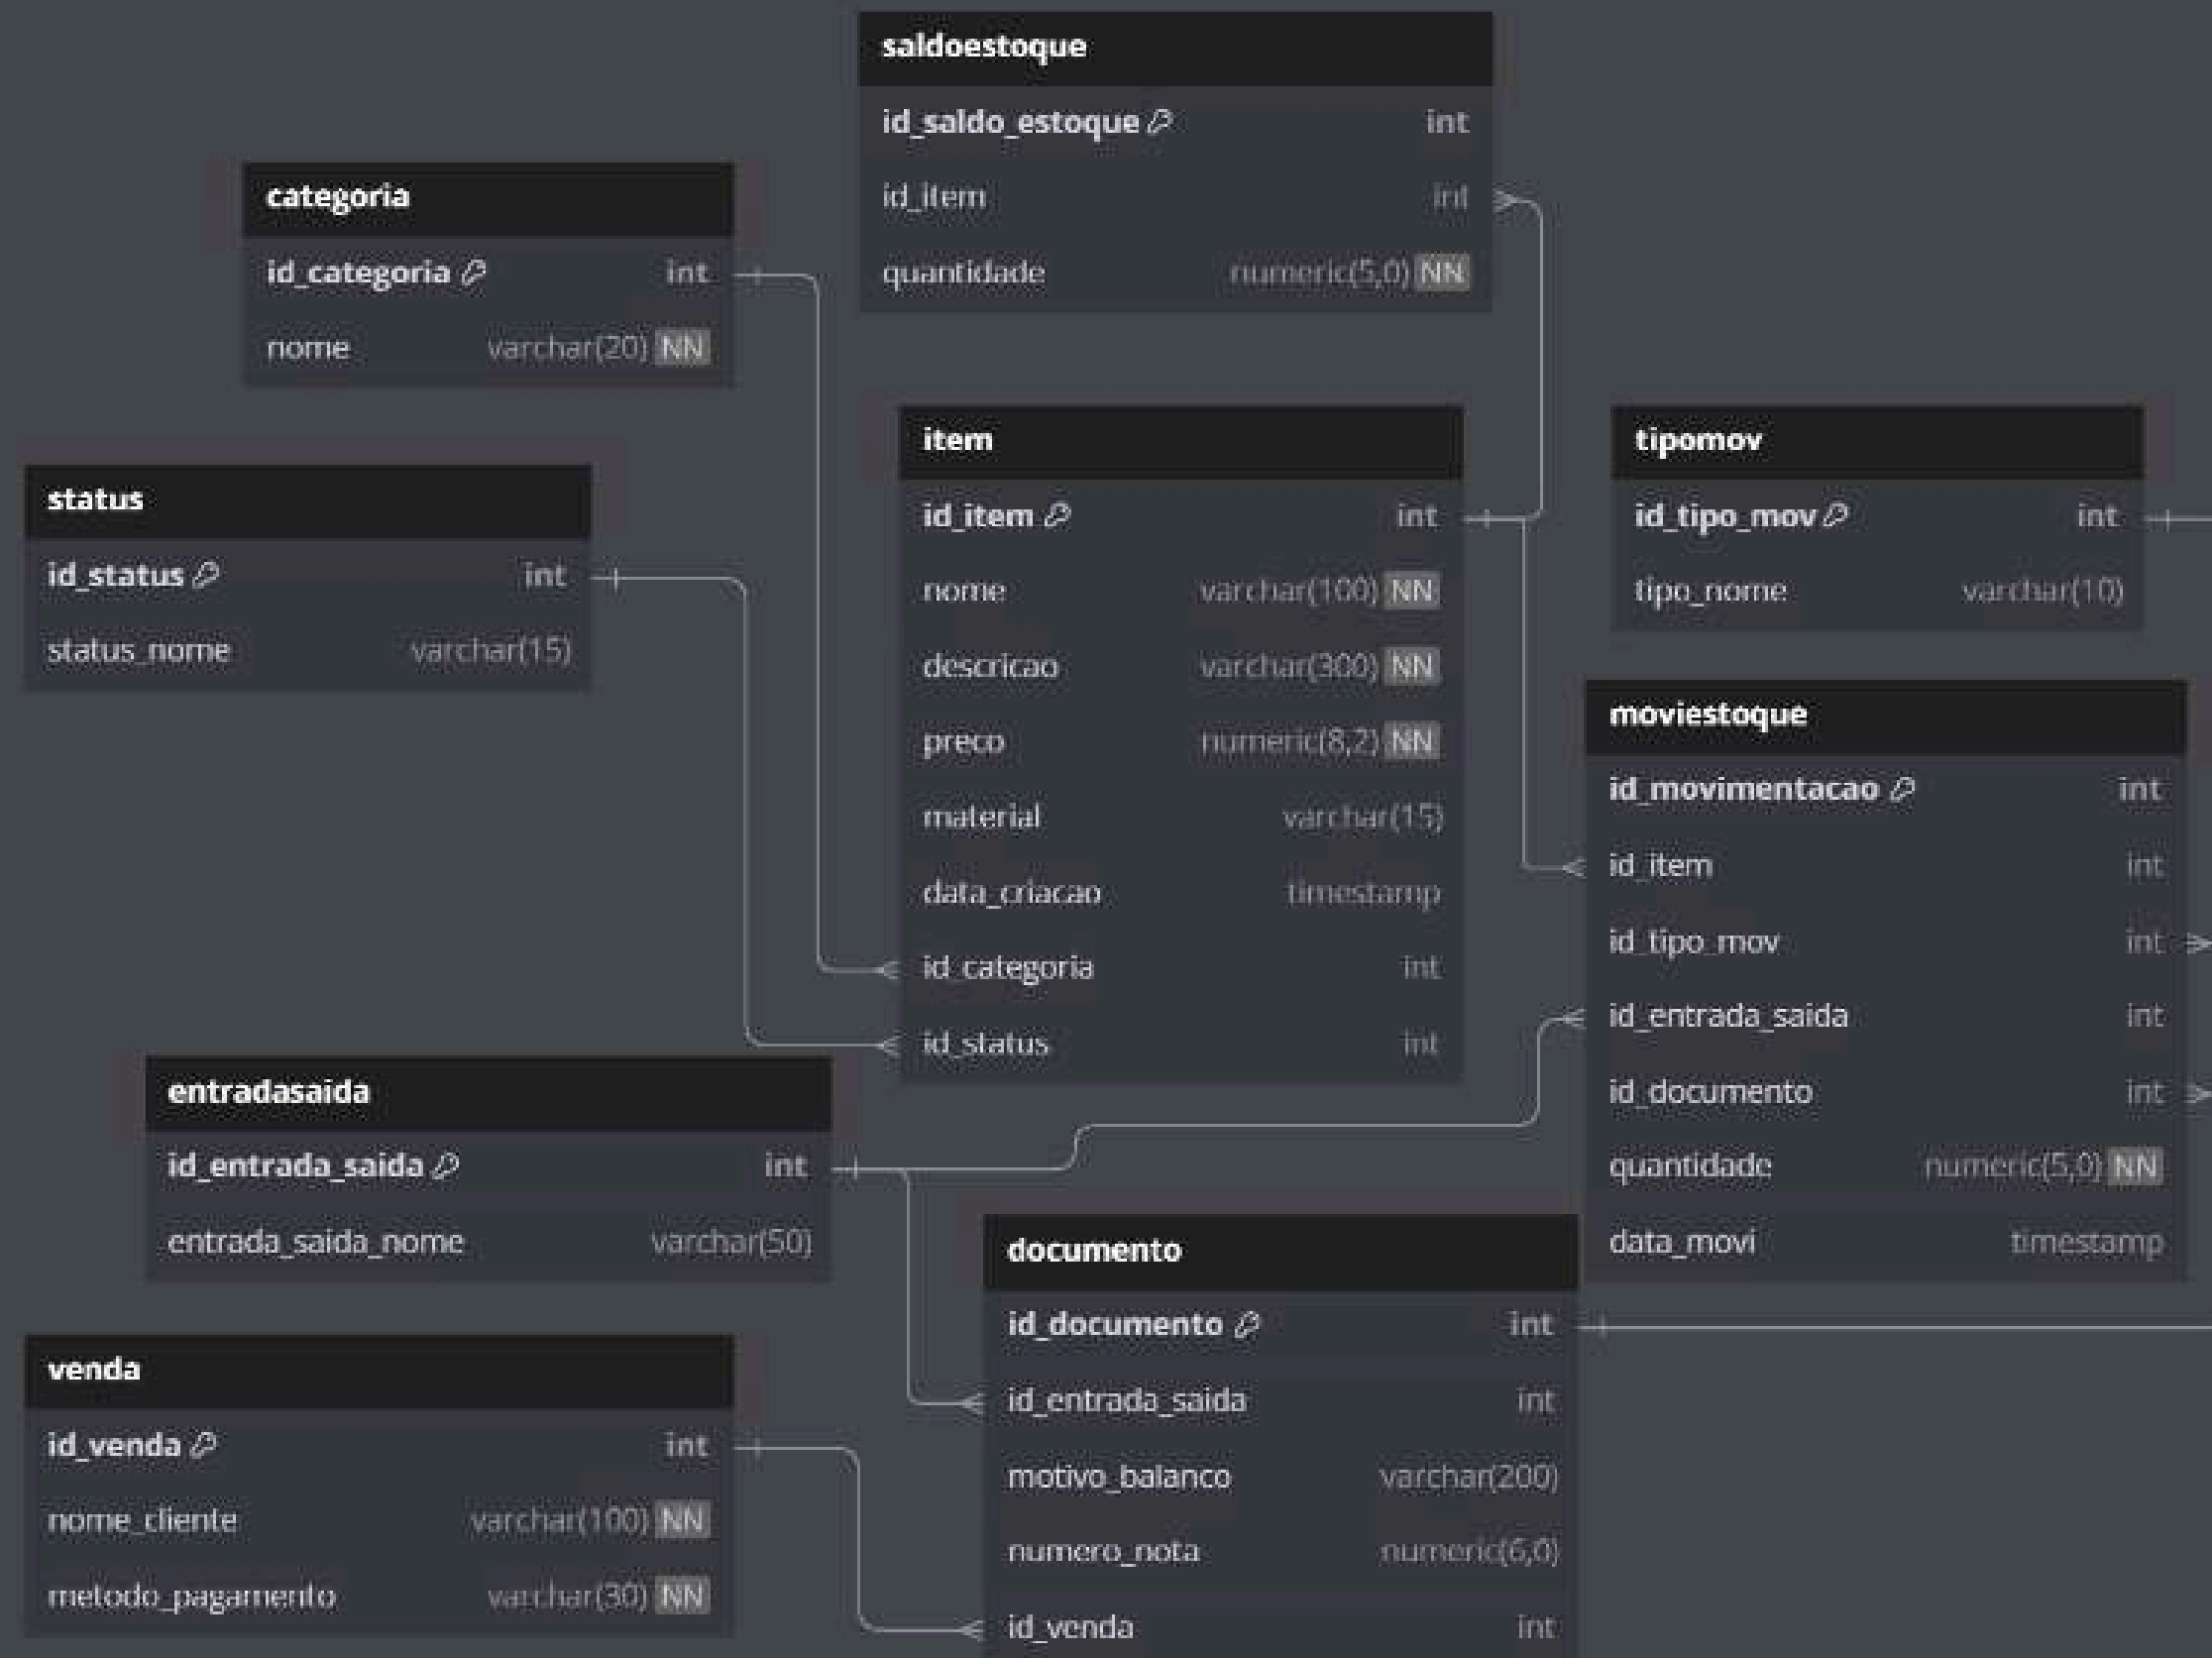 saldoestoque
id_saldo_estoque int
id_item int
quantidade numeric(5,0) NN
categoria
id_categoria int
nome varchar(20) NN
status
id_status int
status_nome varchar(15)
item
id_item int
nome varchar(100) NN
descricao varchar(300) NN
preco numeric(8,2) NN
material varchar(15)
data_criacao timestamp
id_categoria int
id_status int
tipomov
id_tipo_mov int
tipo_nome varchar(10)
moviestoque
id_movimentacao int
id_item int
id_tipo_mov int
id_entrada_saida int
id_documento int
quantidade numeric(5,0) NN
data_movi timestamp
entradasaida
id_entrada_saida int
entrada_saida_nome varchar(50)
documento
id_documento int
id_entrada_saida int
motivo_balanco varchar(200)
numero_nota numeric(6,0)
id_venda int
venda
id_venda int
nome_cliente varchar(100) NN
metodo_pagamento varchar(30) NN